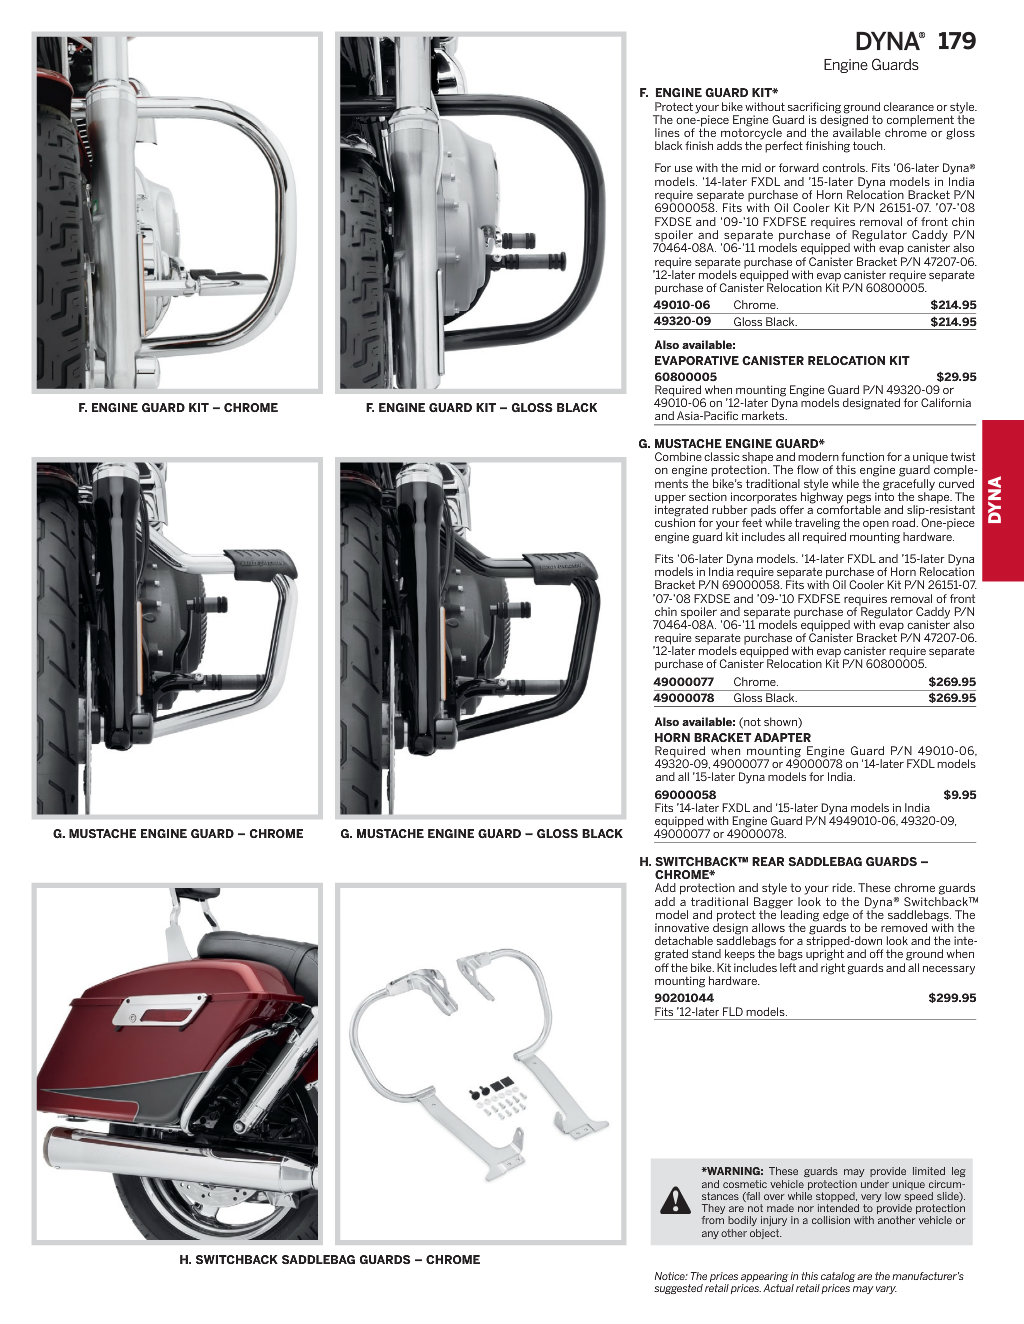 DYNA® 179
Engine Guards
F. ENGINE GUARD KIT – CHROME
F. ENGINE GUARD KIT – GLOSS BLACK
G. MUSTACHE ENGINE GUARD – CHROME
G. MUSTACHE ENGINE GUARD – GLOSS BLACK
H. SWITCHBACK SADDLEBAG GUARDS – CHROME
F. ENGINE GUARD KIT*
Protect your bike without sacrificing ground clearance or style.
The one-piece Engine Guard is designed to complement the
lines of the motorcycle and the available chrome or gloss
black finish adds the perfect finishing touch.
For use with the mid or forward controls. Fits '06-later Dyna®
models. '14-later FXDL and '15-later Dyna models in India
require separate purchase of Horn Relocation Bracket P/N
69000058. Fits with Oil Cooler Kit P/N 26151-07. '07-'08
FXDSE and '09-'10 FXDFSE requires removal of front chin
spoiler and separate purchase of Regulator Caddy P/N
70464-08A. '06-'11 models equipped with evap canister also
require separate purchase of Canister Bracket P/N 47207-06.
'12-later models equipped with evap canister require separate
purchase of Canister Relocation Kit P/N 60800005.
49010-06 Chrome. $214.95
49320-09 Gloss Black. $214.95
Also available:
EVAPORATIVE CANISTER RELOCATION KIT
60800005 $29.95
Required when mounting Engine Guard P/N 49320-09 or
49010-06 on '12-later Dyna models designated for California
and Asia-Pacific markets.
G. MUSTACHE ENGINE GUARD*
Combine classic shape and modern function for a unique twist
on engine protection. The flow of this engine guard comple-
ments the bike's traditional style while the gracefully curved
upper section incorporates highway pegs into the shape. The
integrated rubber pads offer a comfortable and slip-resistant
cushion for your feet while traveling the open road. One-piece
engine guard kit includes all required mounting hardware.
Fits '06-later Dyna models. '14-later FXDL and '15-later Dyna
models in India require separate purchase of Horn Relocation
Bracket P/N 69000058. Fits with Oil Cooler Kit P/N 26151-07.
'07-'08 FXDSE and '09-'10 FXDFSE requires removal of front
chin spoiler and separate purchase of Regulator Caddy P/N
70464-08A. '06-'11 models equipped with evap canister also
require separate purchase of Canister Bracket P/N 47207-06.
'12-later models equipped with evap canister require separate
purchase of Canister Relocation Kit P/N 60800005.
49000077 Chrome. $269.95
49000078 Gloss Black. $269.95
Also available: (not shown)
HORN BRACKET ADAPTER
Required when mounting Engine Guard P/N 49010-06,
49320-09, 49000077 or 49000078 on '14-later FXDL models
and all '15-later Dyna models for India.
69000058 $9.95
Fits '14-later FXDL and '15-later Dyna models in India
equipped with Engine Guard P/N 4949010-06, 49320-09,
49000077 or 49000078.
H. SWITCHBACK™ REAR SADDLEBAG GUARDS –
CHROME*
Add protection and style to your ride. These chrome guards
add a traditional Bagger look to the Dyna® Switchback™
model and protect the leading edge of the saddlebags. The
innovative design allows the guards to be removed with the
detachable saddlebags for a stripped-down look and the inte-
grated stand keeps the bags upright and off the ground when
off the bike. Kit includes left and right guards and all necessary
mounting hardware.
90201044 $299.95
Fits '12-later FLD models.
DYNA
*WARNING: These guards may provide limited leg
and cosmetic vehicle protection under unique circum-
stances (fall over while stopped, very low speed slide).
They are not made nor intended to provide protection
from bodily injury in a collision with another vehicle or
any other object.
Notice: The prices appearing in this catalog are the manufacturer's
suggested retail prices. Actual retail prices may vary.